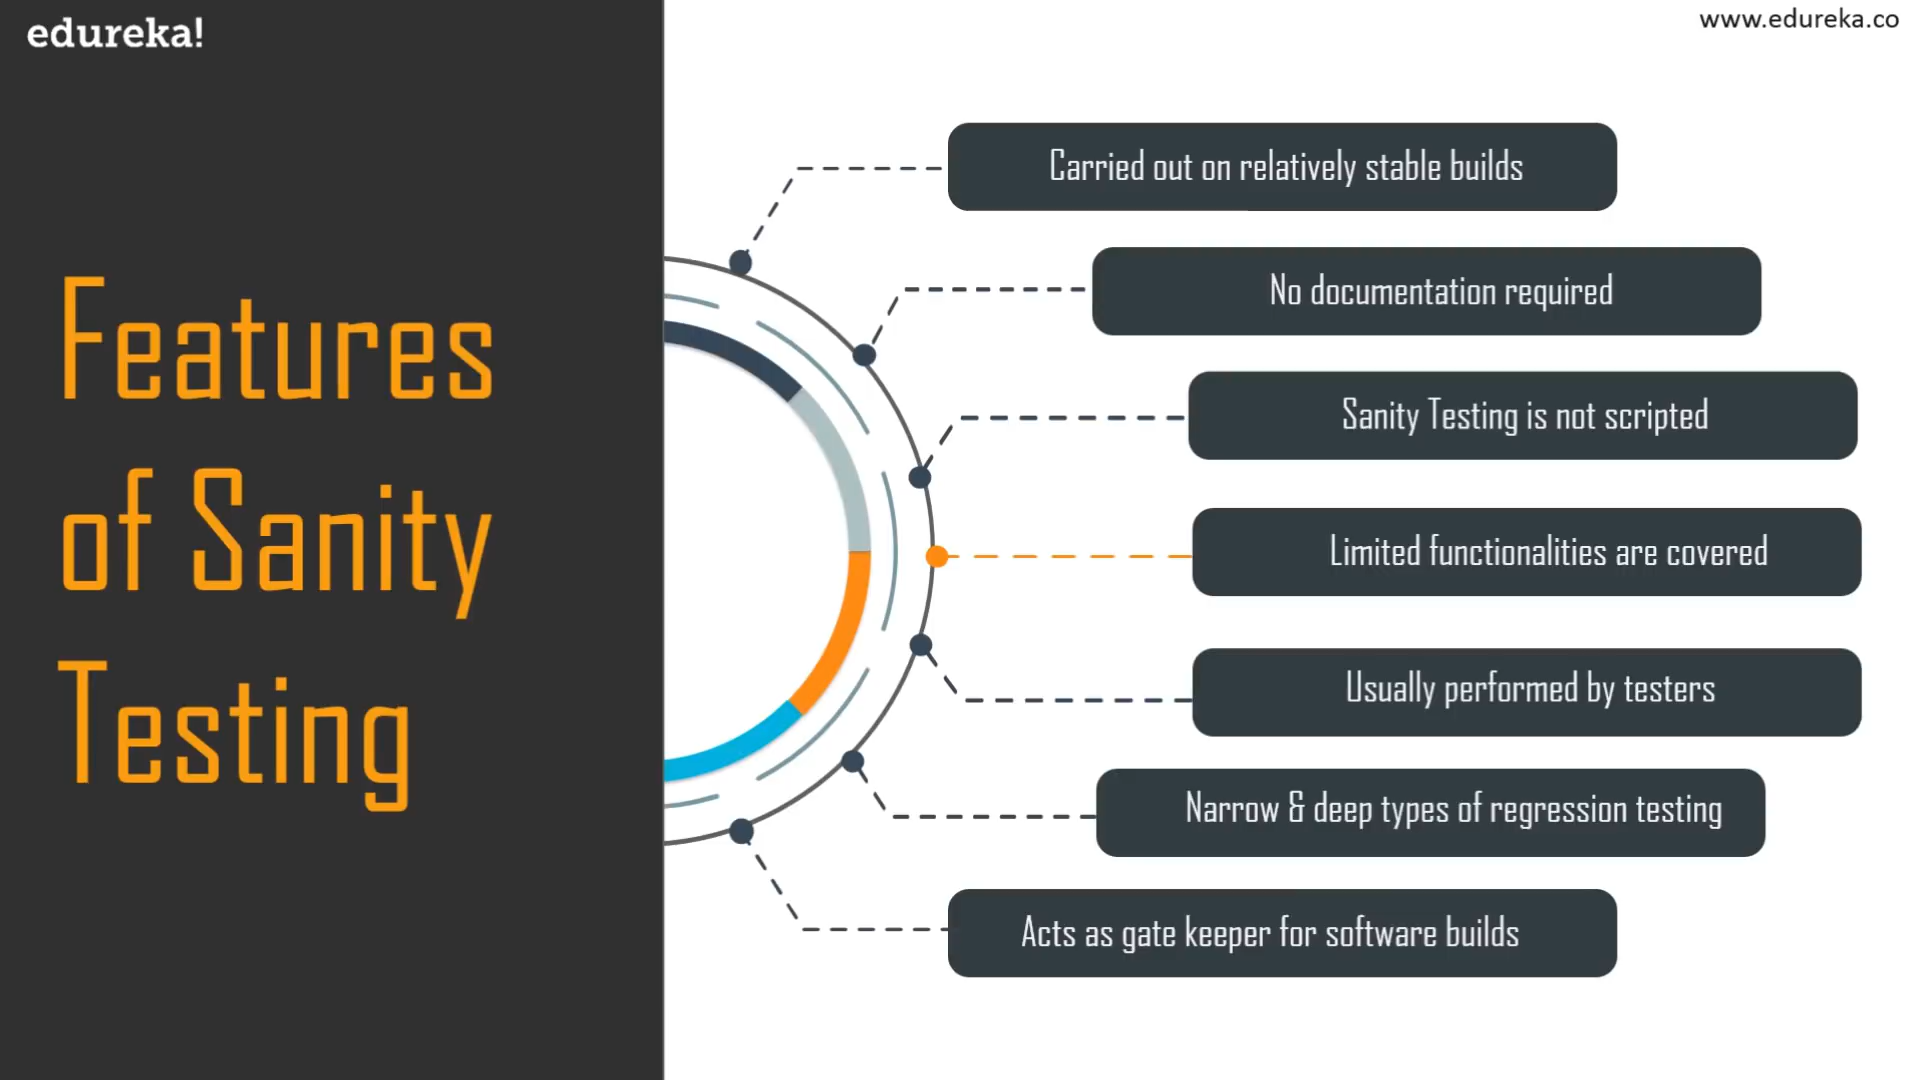 edureka!
www.edureka.co
Features
of Sanity
Testing
Carried out on relatively stable builds
No documentation required
Sanity Testing is not scripted
Limited functionalities are covered
Usually performed by testers
Narrow & deep types of regression testing
Acts as gate keeper for software builds